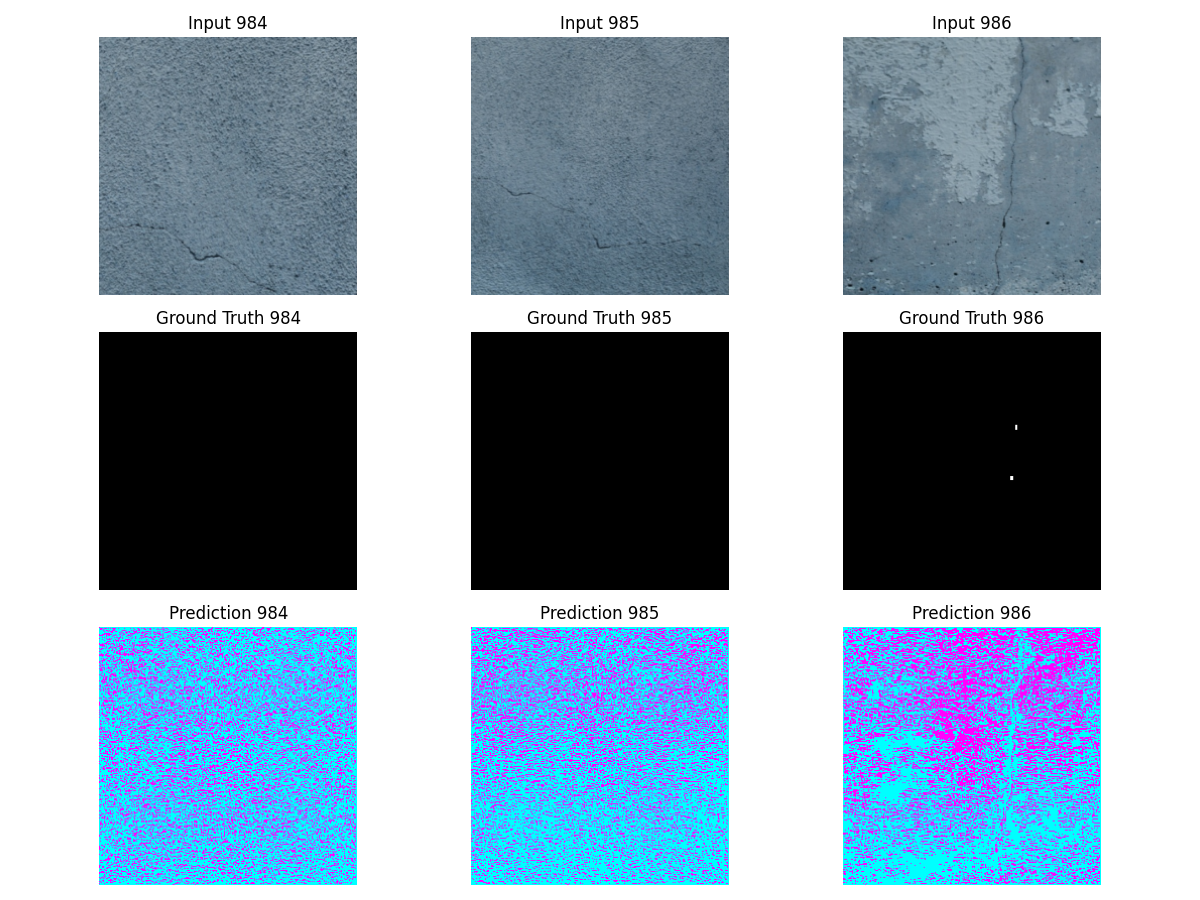 Input 984
Input 985
Input 986
Ground Truth 984
Ground Truth 985
Ground Truth 986
Prediction 984
Prediction 985
Prediction 986